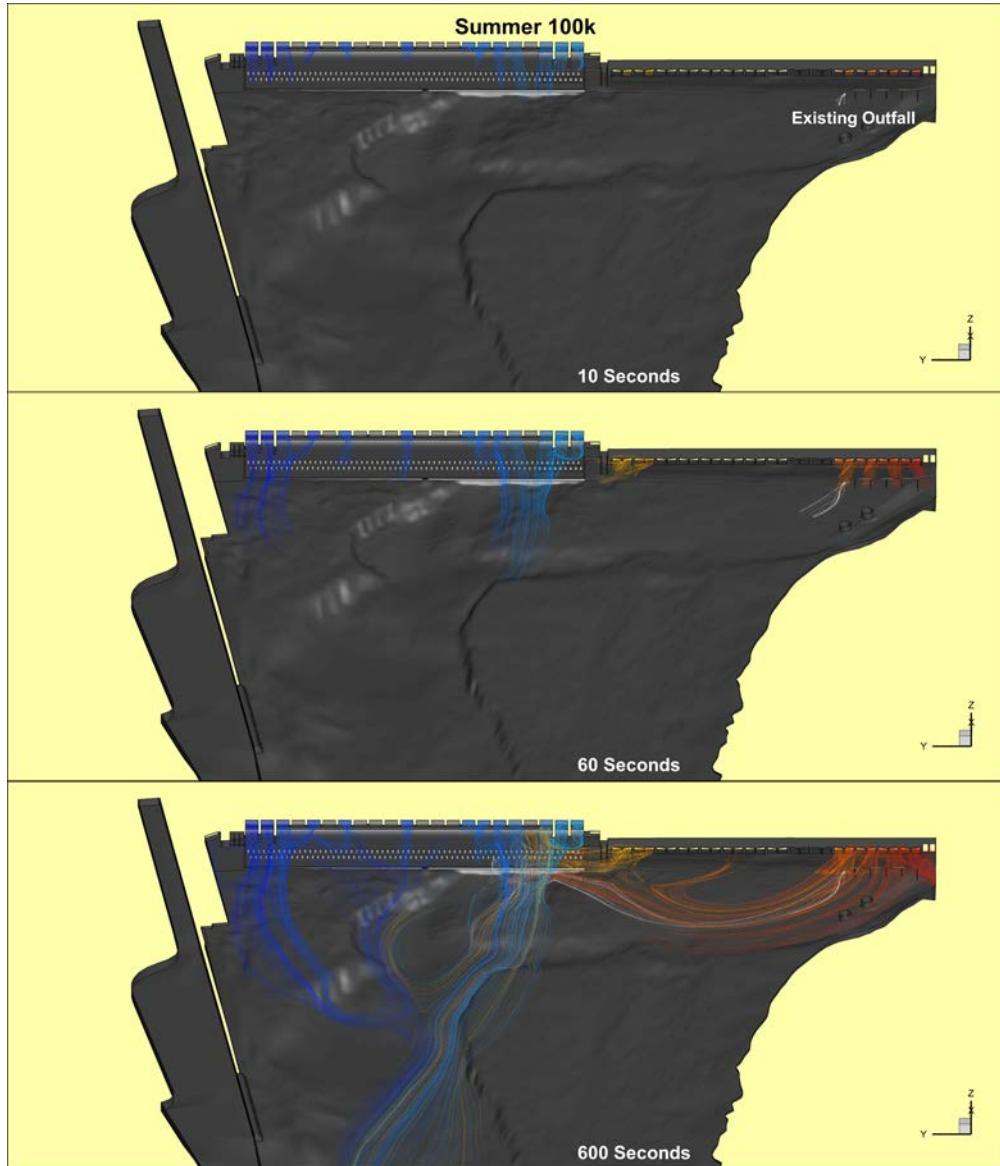 Summer 100k
Existing Outfall
Z
X
Y
10 Seconds
Z
X
Y
60 Seconds
Z
X
Y
600 Seconds